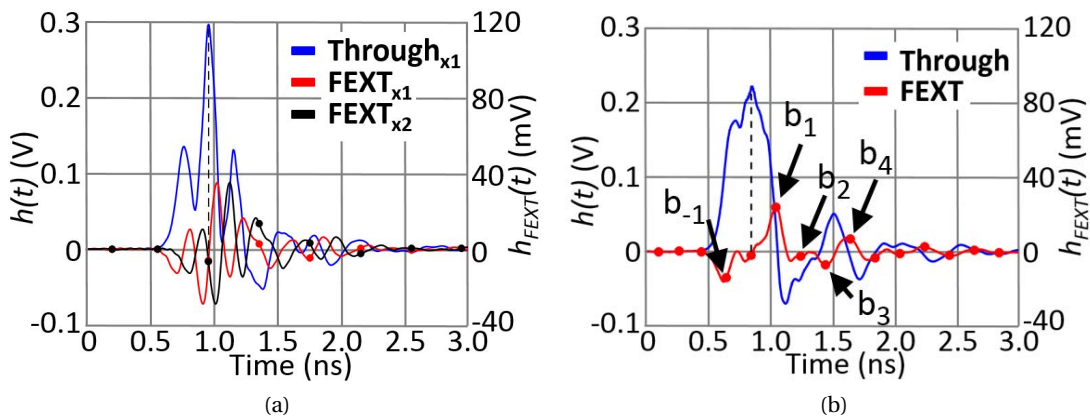 0.3
0.2
0.1
0
-0.1
h(t) (V)
120
80
40
0
-40
h_FEXT(t) (mV)
Through_x1
FEXT_x1
FEXT_x2
0 0.5 1.0 1.5 2.0 2.5 3.0
Time (ns)
(a)
0.3
0.2
0.1
0
-0.1
h(t) (V)
120
80
40
0
-40
h_FEXT(t) (mV)
Through
FEXT
b_1
b_2
b_4
b_-1
b_3
0 0.5 1.0 1.5 2.0 2.5 3.0
Time (ns)
(b)